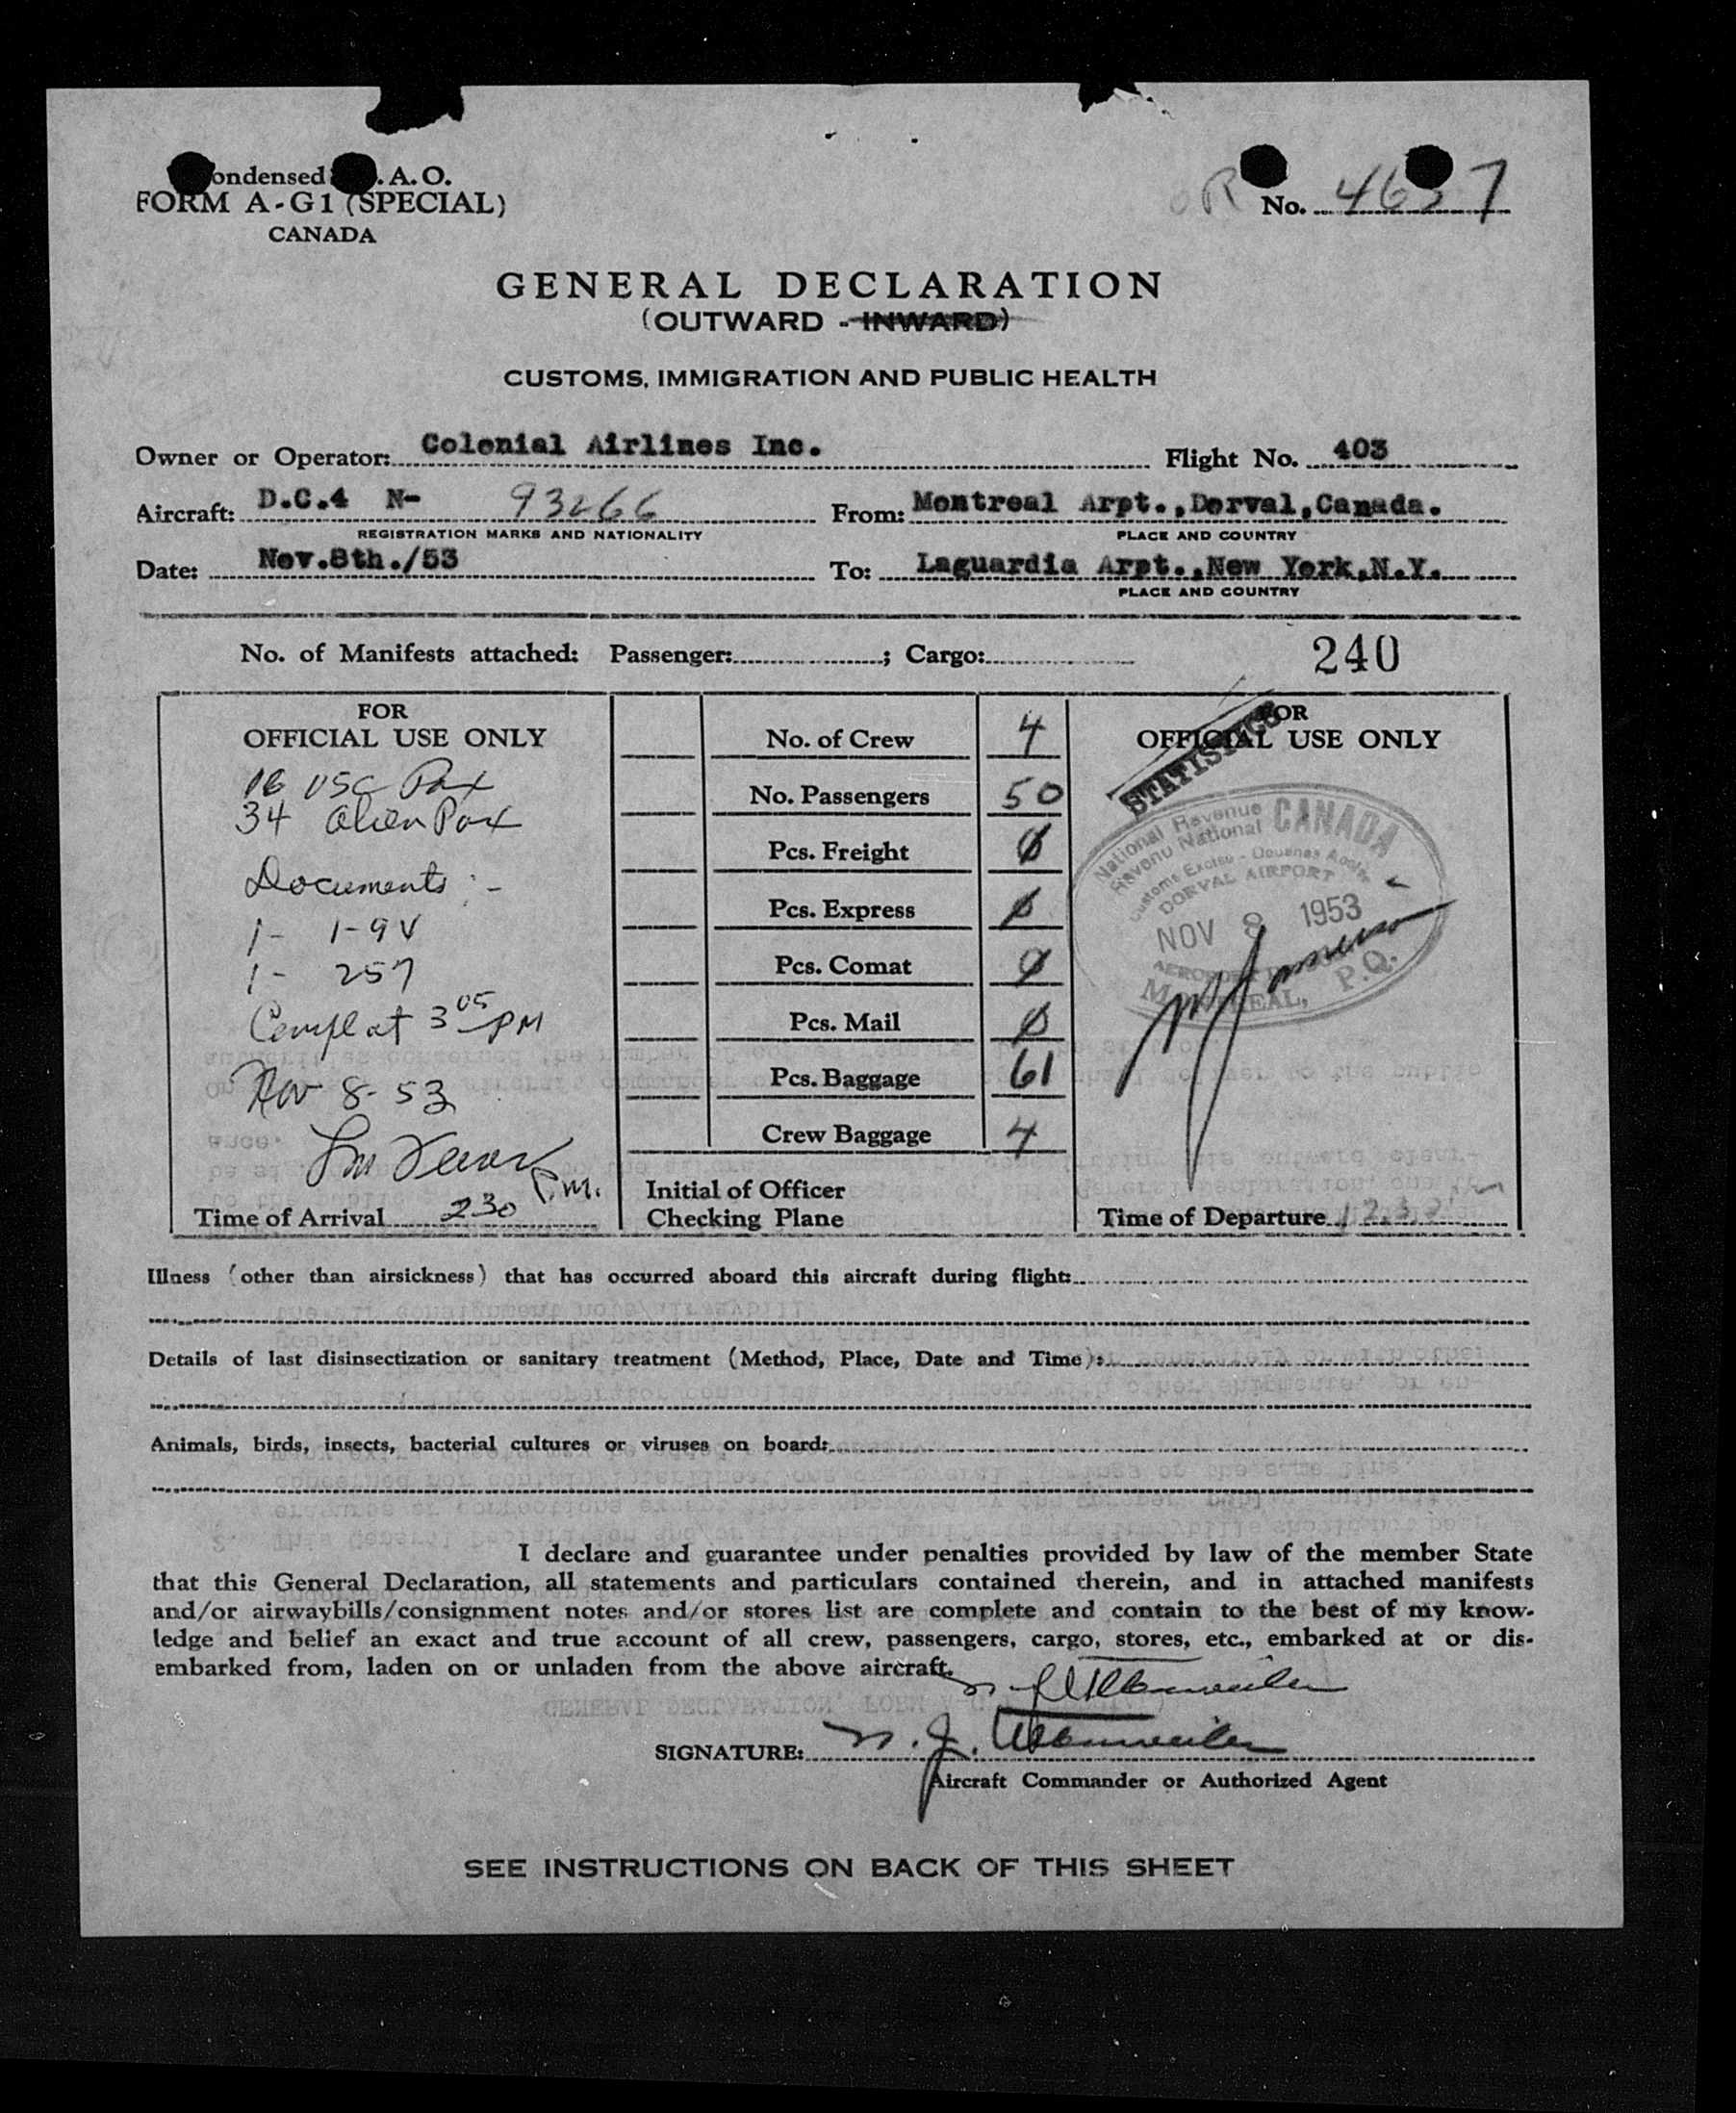 ondensed .A.O.
FORM A-G1 (SPECIAL)
CANADA
OR No. 4637
GENERAL DECLARATION
(OUTWARD - INWARD)
CUSTOMS, IMMIGRATION AND PUBLIC HEALTH
Owner or Operator: Colonial Airlines Inc. Flight No. 403
Aircraft: D.C.4 N- 93266 From: Montreal Arpt.,Dorval,Canada.
REGISTRATION MARKS AND NATIONALITY PLACE AND COUNTRY
Date: Nov.8th./53 To: Laguardia Arpt.,New York,N.Y.
PLACE AND COUNTRY
No. of Manifests attached: Passenger: ; Cargo: 240
FOR
OFFICIAL USE ONLY
16 USC Pax
34 alien Pax
Documents :-
1- 1-94
1- 257
Compl at 3 05 PM
Nov 8-53
P.M.
Time of Arrival 230
No. of Crew 4
No. Passengers 50
Pcs. Freight 0
Pcs. Express 0
Pcs. Comat 0
Pcs. Mail 0
Pcs. Baggage 61
Crew Baggage 4
Initial of Officer
Checking Plane
FOR
OFFICIAL USE ONLY
STATISTICS
National Revenue CANADA
Revenu National
Customs Excise - Douanes Accise
DORVAL AIRPORT
NOV 8 1953
MONTREAL, P.Q.
Time of Departure
Illness (other than airsickness) that has occurred aboard this aircraft during flight:
Details of last disinsectization or sanitary treatment (Method, Place, Date and Time):
Animals, birds, insects, bacterial cultures or viruses on board:
I declare and guarantee under penalties provided by law of the member State
that this General Declaration, all statements and particulars contained therein, and in attached manifests
and/or airwaybills/consignment notes and/or stores list are complete and contain to the best of my know-
ledge and belief an exact and true account of all crew, passengers, cargo, stores, etc., embarked at or dis-
embarked from, laden on or unladen from the above aircraft.
SIGNATURE: N. J.
Aircraft Commander or Authorized Agent
SEE INSTRUCTIONS ON BACK OF THIS SHEET